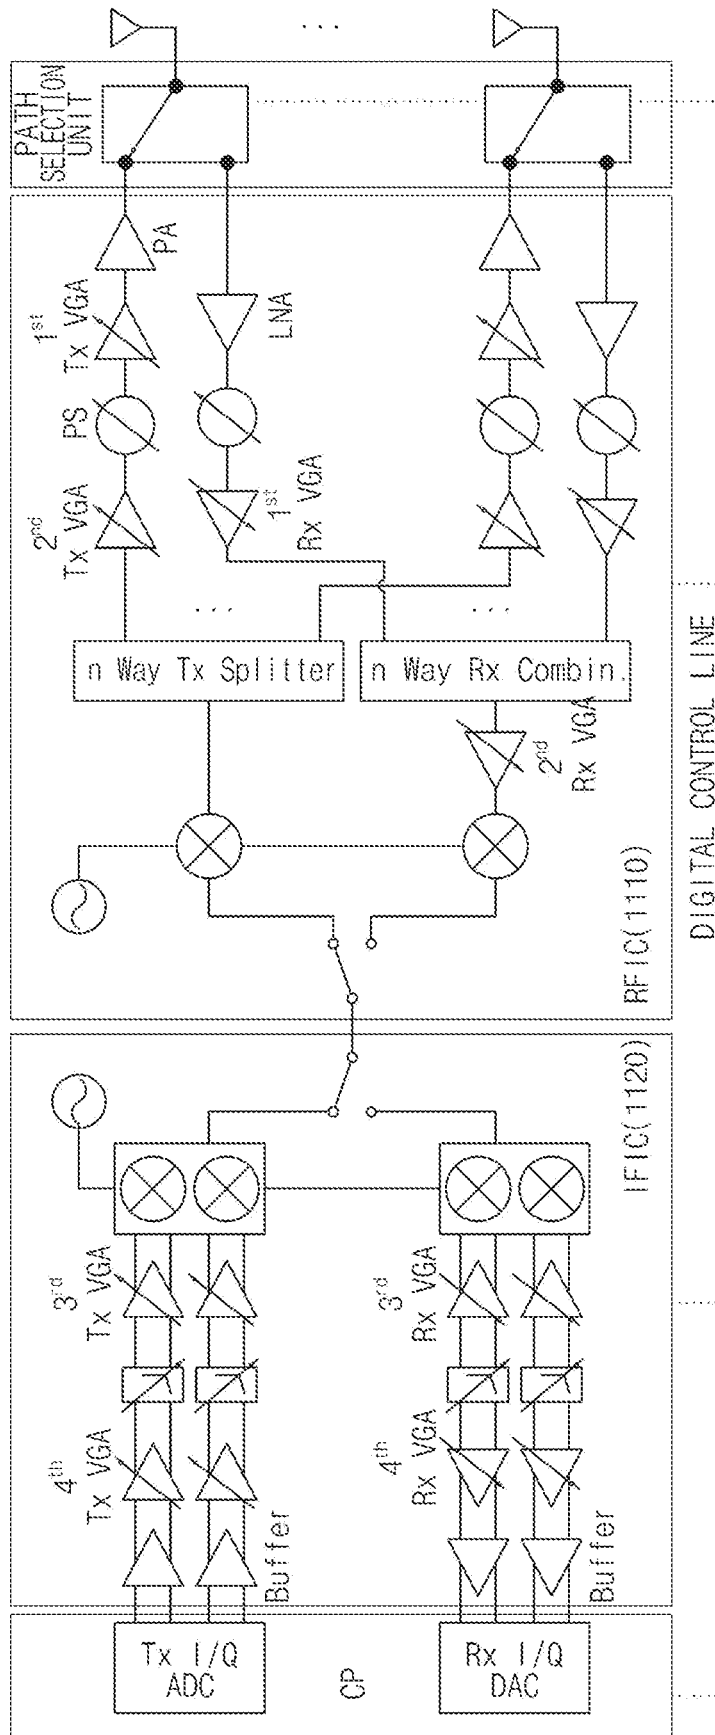 PATH
SELECTION
UNIT
PA
1st
Tx VGA
LNA
PS
2nd
Tx VGA
1st
Rx VGA
n Way Tx Splitter
n Way Rx Combin.
2nd
Rx VGA
RFIC(1110)
DIGITAL CONTROL LINE
IFIC(1120)
3rd
Tx VGA
3rd
Rx VGA
4th
Tx VGA
4th
Rx VGA
Buffer
Buffer
Tx I/Q
ADC
CP
Rx I/Q
DAC